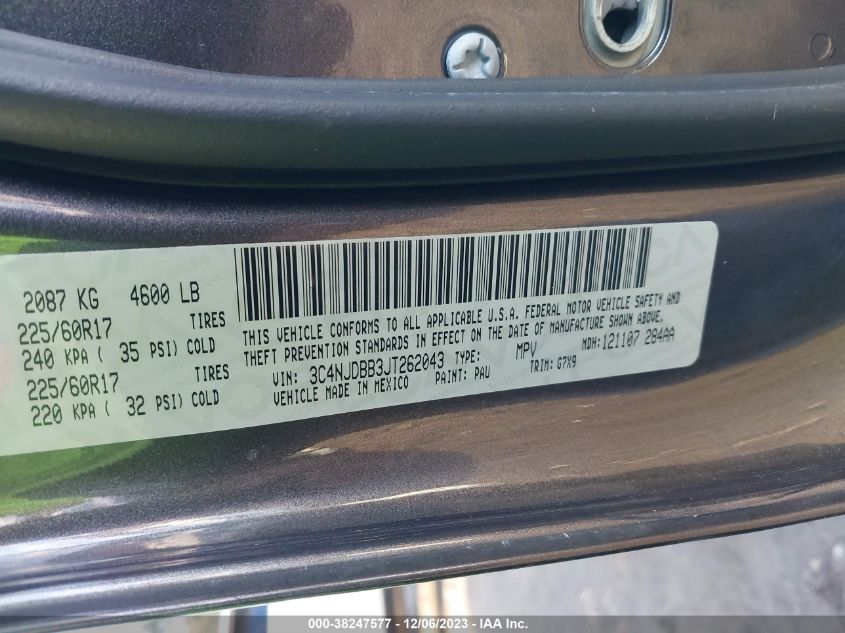 2087 KG 4600 LB
225/60R17 TIRES
240 KPA ( 35 PSI) COLD
225/60R17 TIRES
220 KPA ( 32 PSI) COLD
THIS VEHICLE CONFORMS TO ALL APPLICABLE U.S.A. FEDERAL MOTOR VEHICLE SAFETY AND
THEFT PREVENTION STANDARDS IN EFFECT ON THE DATE OF MANUFACTURE SHOWN ABOVE.
VIN: 3C4NJDBB3JT262043 TYPE: MPV MDH:121107 284AA
VEHICLE MADE IN MEXICO PAINT: PAU TRIM: G7X9
000-38247577 — 12/06/2023 — IAA Inc.